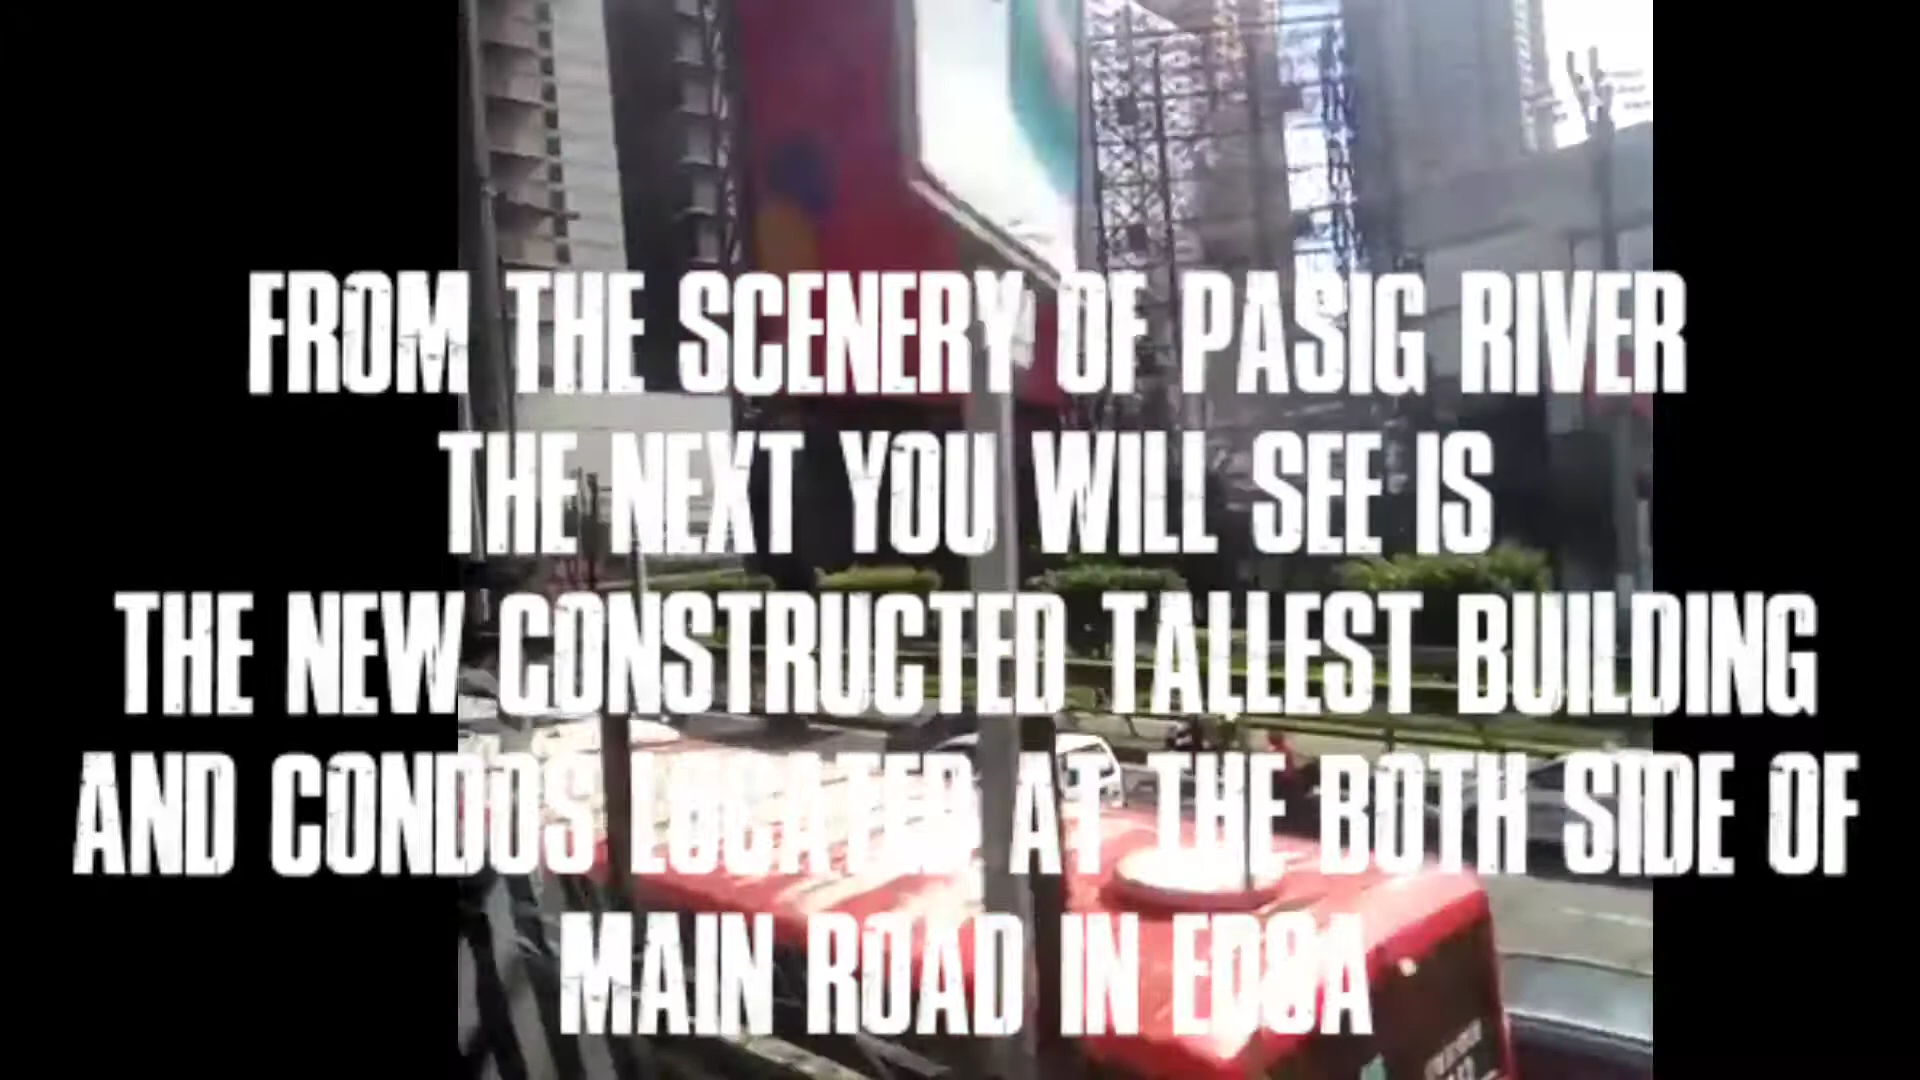 FROM THE SCENERY OF PASIG RIVER
THE NEXT YOU WILL SEE IS
THE NEW CONSTRUCTED TALLEST BUILDING
AND CONDOS LOCATED AT THE BOTH SIDE OF
MAIN ROAD IN EDSA